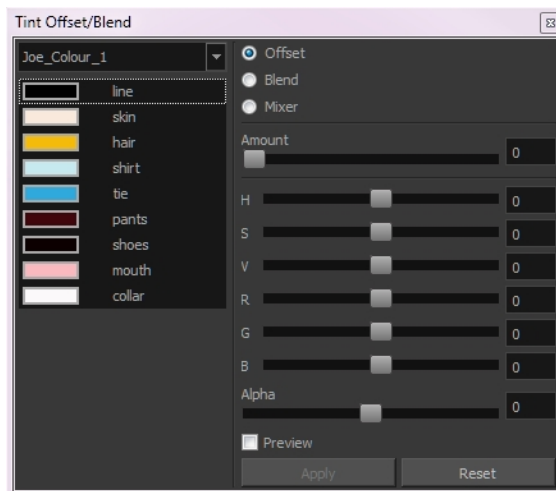 Tint Offset/Blend
Joe_Colour_1
line
skin
hair
shirt
tie
pants
shoes
mouth
collar
Offset
Blend
Mixer
Amount
0
H 0
S 0
V 0
R 0
G 0
B 0
Alpha
0
Preview
Apply Reset